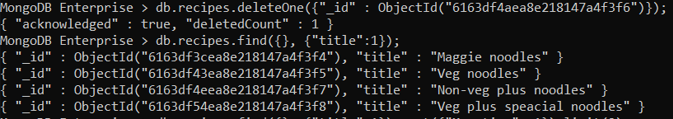 MongoDB Enterprise > db.recipes.deleteOne({"_id" : ObjectId("6163df4aea8e218147a4f3f6")});
{ "acknowledged" : true, "deletedCount" : 1 }
MongoDB Enterprise > db.recipes.find({}, {"title":1});
{ "_id" : ObjectId("6163df3cea8e218147a4f3f4"), "title" : "Maggie noodles" }
{ "_id" : ObjectId("6163df43ea8e218147a4f3f5"), "title" : "Veg noodles" }
{ "_id" : ObjectId("6163df4eea8e218147a4f3f7"), "title" : "Non-veg plus noodles" }
{ "_id" : ObjectId("6163df54ea8e218147a4f3f8"), "title" : "Veg plus speacial noodles" }